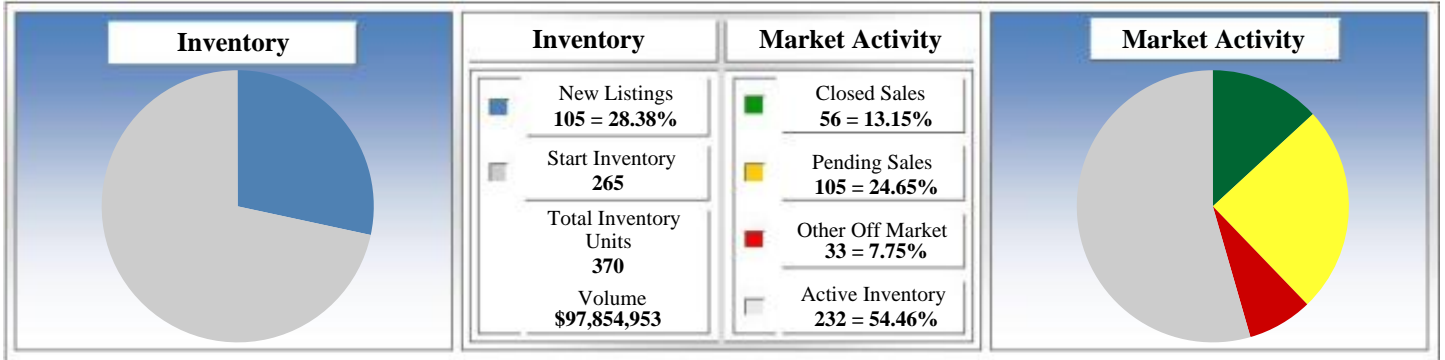 Inventory
Inventory
Market Activity
New Listings
105 = 28.38%
Start Inventory
265
Total Inventory
Units
370
Volume
$97,854,953
Closed Sales
56 = 13.15%
Pending Sales
105 = 24.65%
Other Off Market
33 = 7.75%
Active Inventory
232 = 54.46%
Market Activity